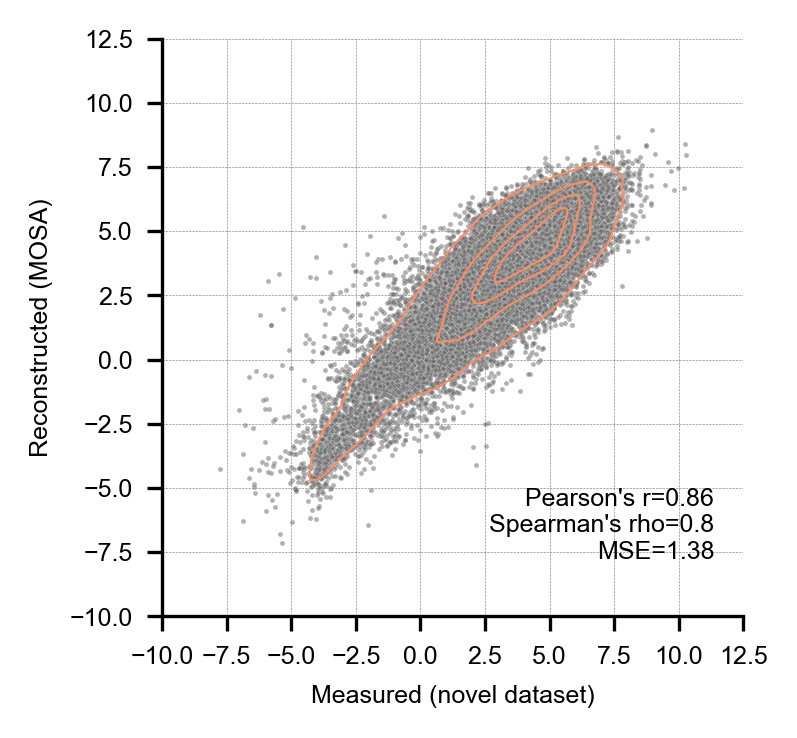 12.5
10.0
7.5
5.0
2.5
0.0
−2.5
−5.0
−7.5
−10.0
Reconstructed (MOSA)
Pearson's r=0.86
Spearman's rho=0.8
MSE=1.38
−10.0 −7.5 −5.0 −2.5 0.0 2.5 5.0 7.5 10.0 12.5
Measured (novel dataset)